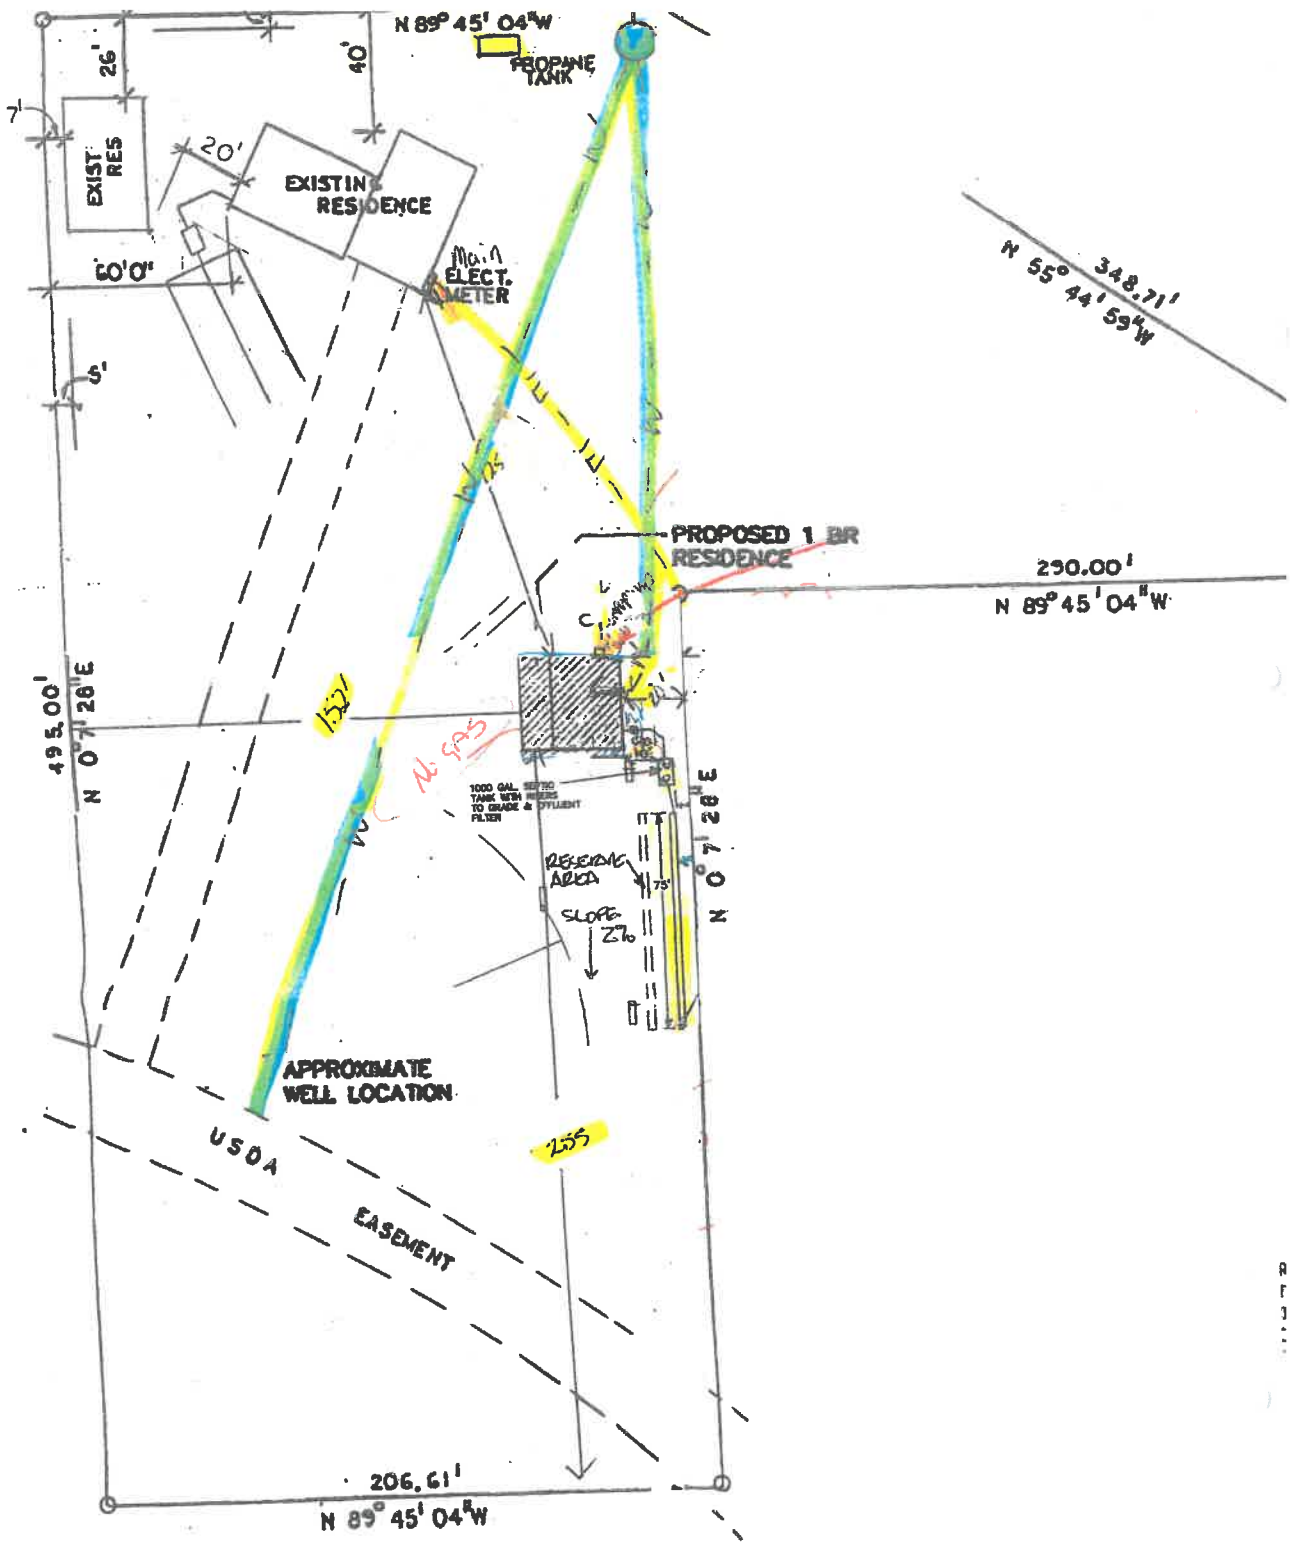 N 89° 45' 04"W
26'
40'
PROPANE
TANK
7'
EXIST
RES
20'
EXISTIN
RESIDENCE
60'0"
Main
ELECT.
METER
348.71'
N 55° 44' 59"W
5'
PROPOSED 1 BR
RESIDENCE
290.00'
N 89° 45' 04"W
495.00'
N 0° 7' 28"E
152'
N. GAS
1000 GAL. SEPTIC
TANK WITH RISERS
TO GRADE & EFFLUENT
FILTER
N 0° 7' 28"E
RESERVE
AREA
75'
SLOPE
2%
APPROXIMATE
WELL LOCATION
USDA
EASEMENT
255
206.61'
N 89° 45' 04"W